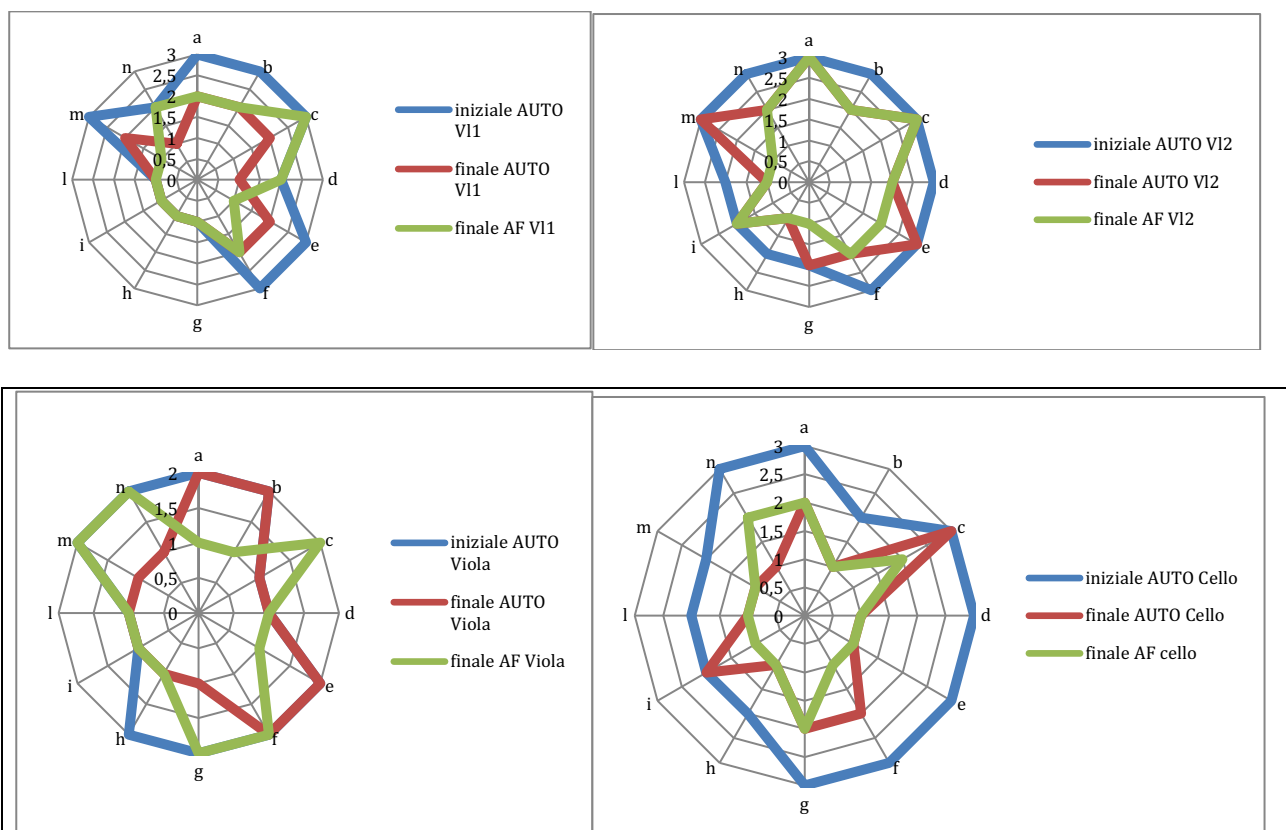 a
b
c
d
e
f
g
h
i
l
m
n
3
2,5
2
1,5
1
0,5
0
iniziale AUTO
Vl1
finale AUTO
Vl1
finale AF Vl1
a
b
c
d
e
f
g
h
i
l
m
n
3
2,5
2
1,5
1
0,5
0
iniziale AUTO Vl2
finale AUTO Vl2
finale AF Vl2
a
b
c
d
e
f
g
h
i
l
m
n
2
1,5
1
0,5
0
iniziale AUTO
Viola
finale AUTO
Viola
finale AF Viola
a
b
c
d
e
f
g
h
i
l
m
n
3
2,5
2
1,5
1
0,5
0
iniziale AUTO Cello
finale AUTO Cello
finale AF cello